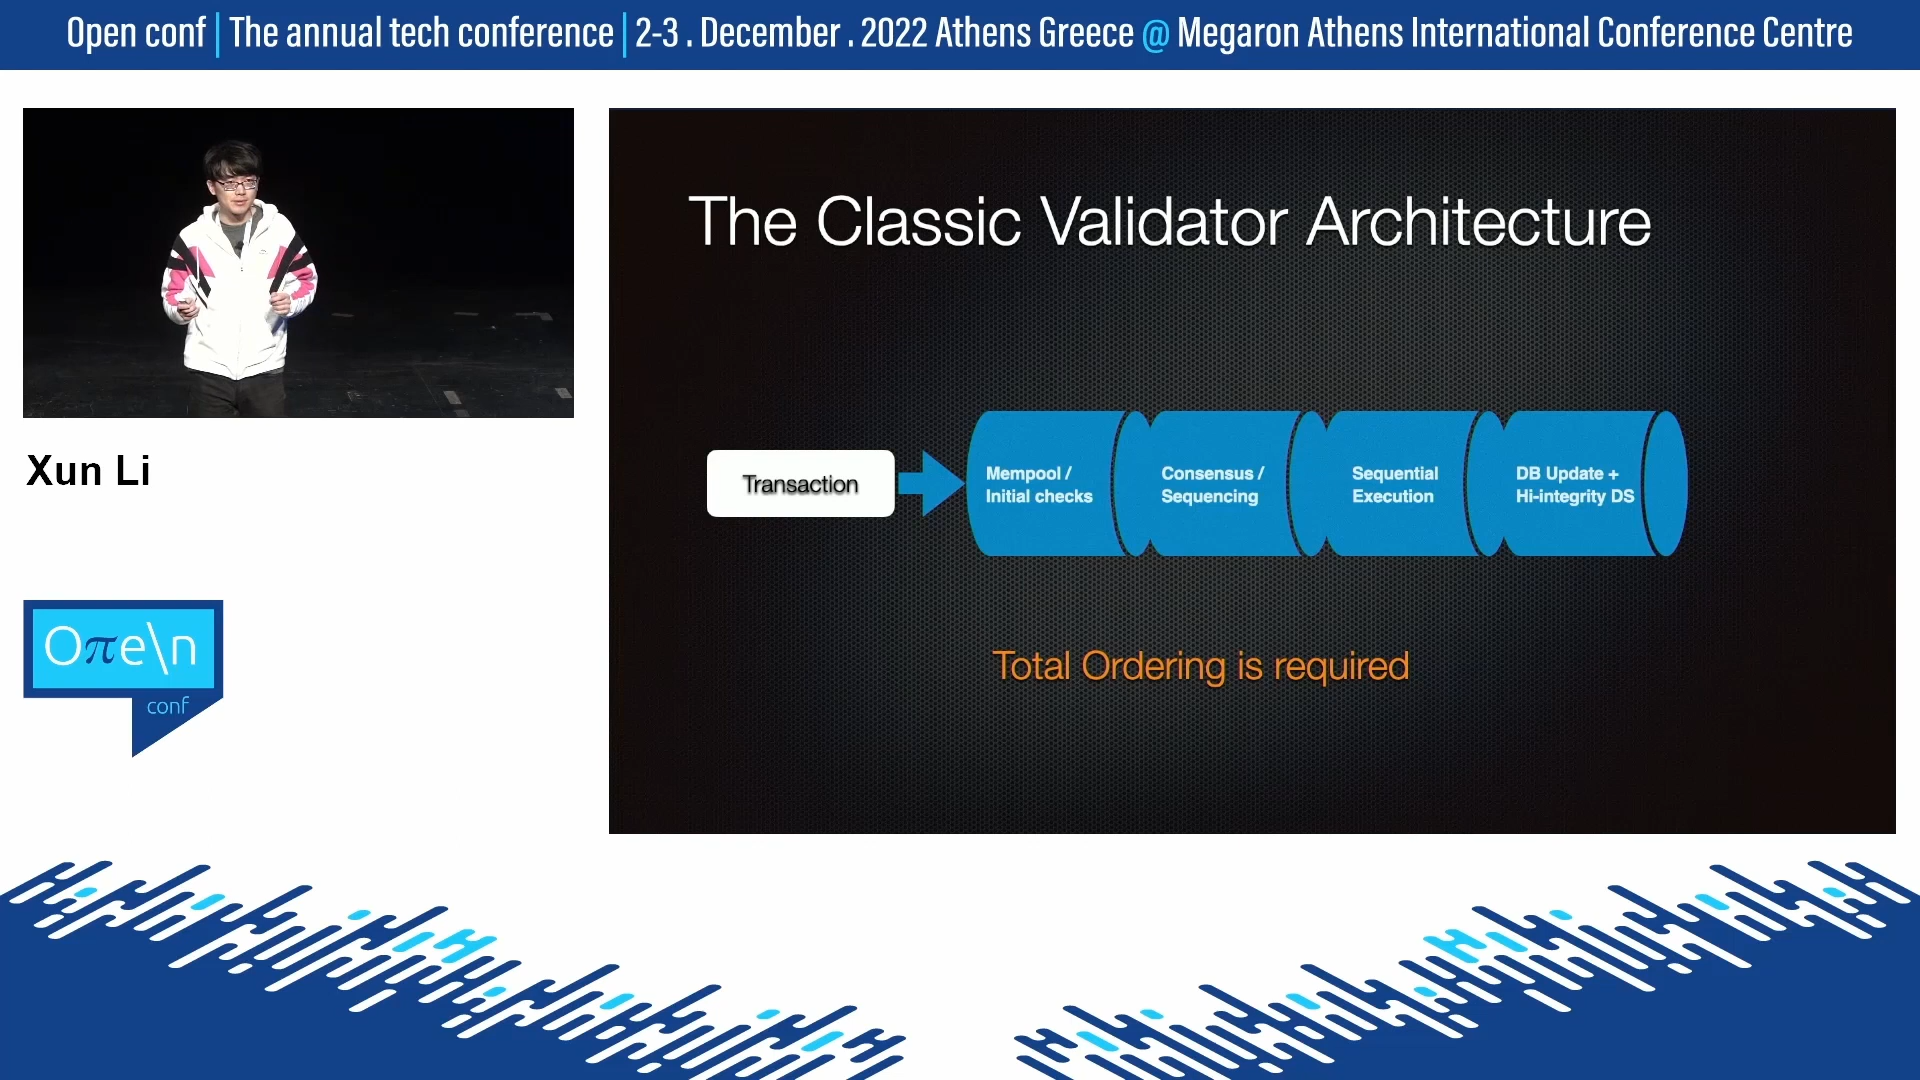 Open conf | The annual tech conference | 2-3 . December . 2022 Athens Greece @ Megaron Athens International Conference Centre
The Classic Validator Architecture
Transaction
Mempool /
Initial checks
Consensus /
Sequencing
Sequential
Execution
DB Update +
Hi-integrity DS
Total Ordering is required
Xun Li
Oπe\n
conf